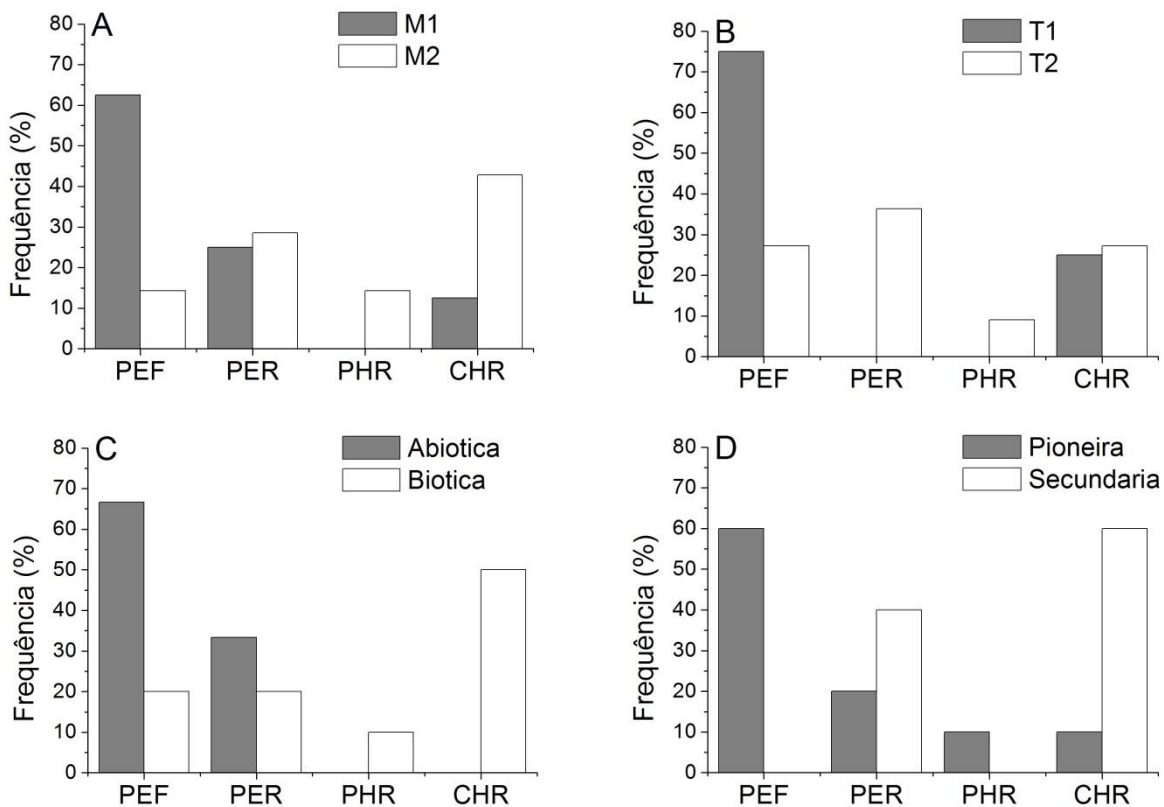 A
M1
M2
Frequência (%)
80
70
60
50
40
30
20
10
0
PEF PER PHR CHR
B
T1
T2
Frequência (%)
80
70
60
50
40
30
20
10
0
PEF PER PHR CHR
C
Abiotica
Biotica
Frequência (%)
80
70
60
50
40
30
20
10
0
PEF PER PHR CHR
D
Pioneira
Secundaria
Frequência (%)
80
70
60
50
40
30
20
10
0
PEF PER PHR CHR